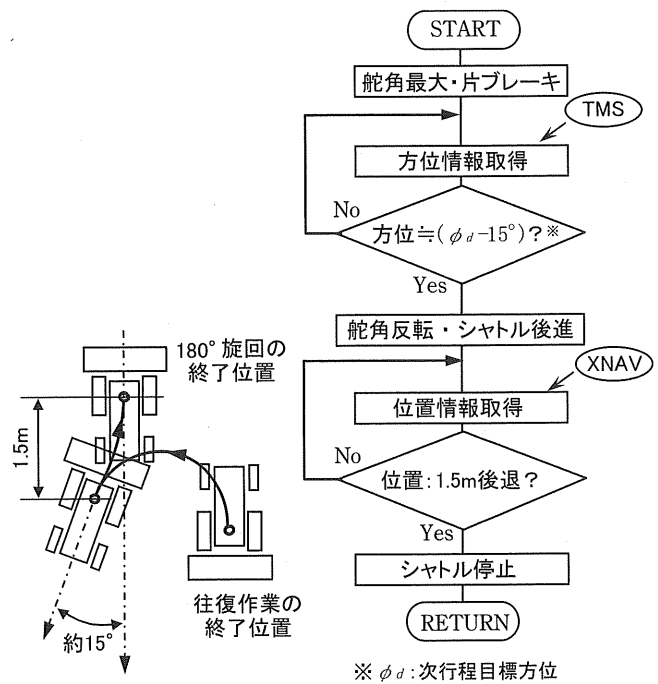 START
舵角最大・片ブレーキ
TMS
方位情報取得
No
方位≒(φd−15°)?※
Yes
舵角反転・シャトル後進
XNAV
位置情報取得
No
位置:1.5m後退?
Yes
シャトル停止
RETURN
※ φd:次行程目標方位
180°旋回の
終了位置
1.5m
往復作業の
終了位置
約15°